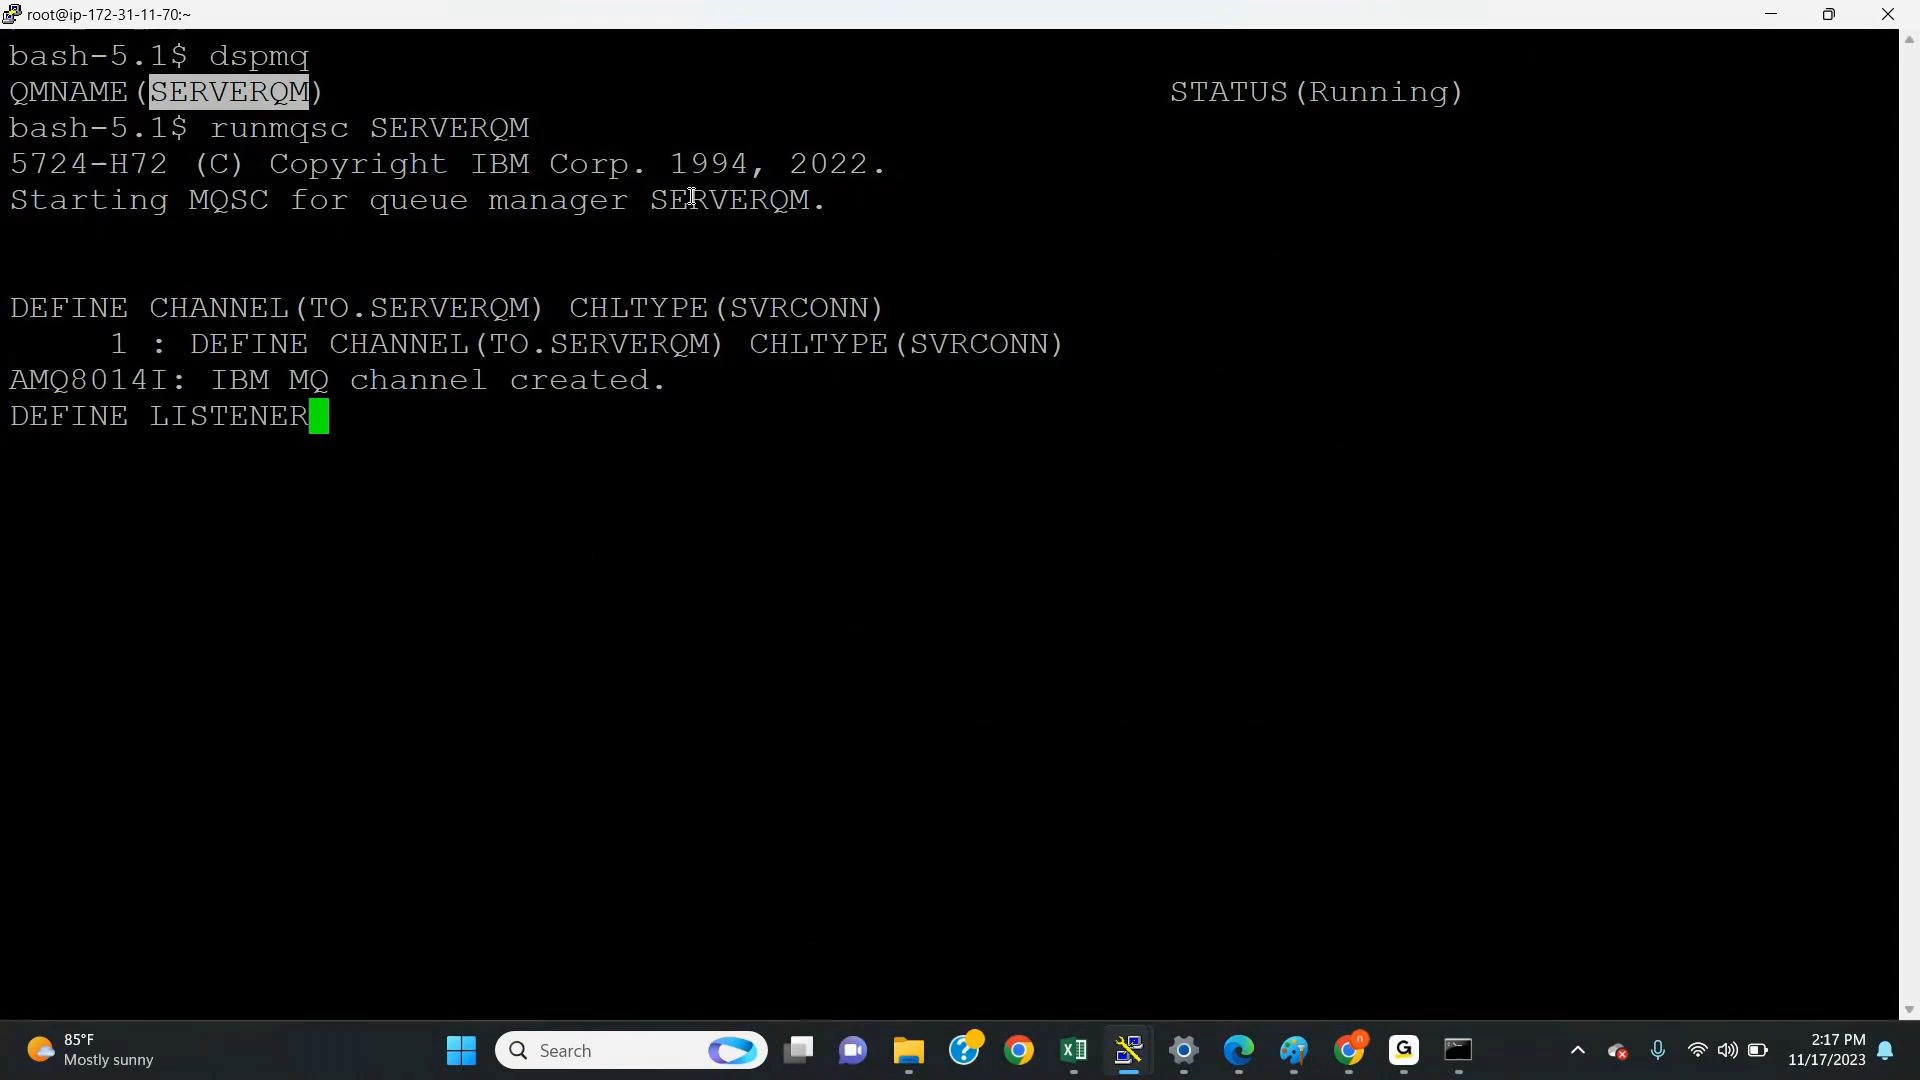 root@ip-172-31-11-70:~
bash-5.1$ dspmq
QMNAME(SERVERQM) STATUS(Running)
bash-5.1$ runmqsc SERVERQM
5724-H72 (C) Copyright IBM Corp. 1994, 2022.
Starting MQSC for queue manager SERVERQM.
DEFINE CHANNEL(TO.SERVERQM) CHLTYPE(SVRCONN)
1 : DEFINE CHANNEL(TO.SERVERQM) CHLTYPE(SVRCONN)
AMQ8014I: IBM MQ channel created.
DEFINE LISTENER
85°F
Mostly sunny
Search
2:17 PM
11/17/2023